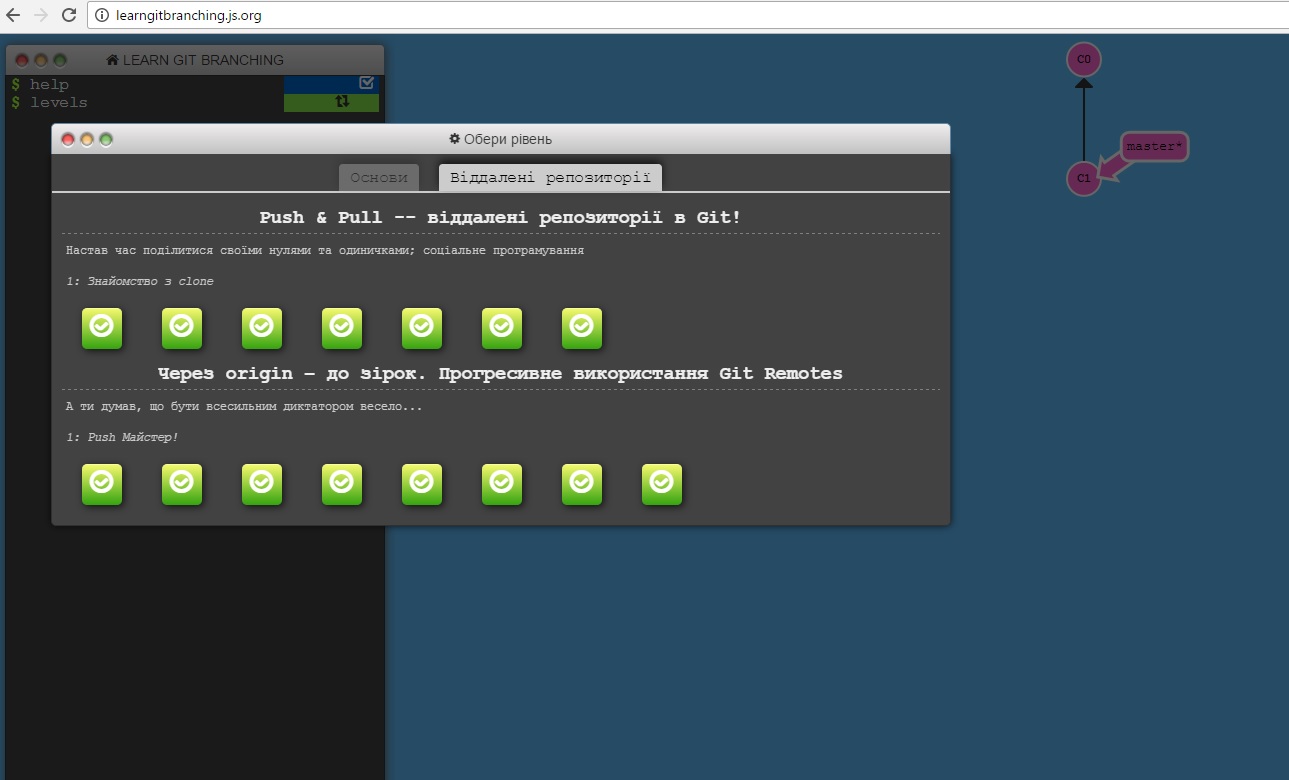 learngitbranching.js.org
LEARN GIT BRANCHING
$ help
$ levels
C0
master*
C1
Обери рівень
Основи
Віддалені репозиторії
Push & Pull -- віддалені репозиторії в Git!
Настав час поділитися своїми нулями та одиничками; соціальне програмування
1: Знайомство з clone
Через origin – до зірок. Прогресивне використання Git Remotes
А ти думав, що бути всесильним диктатором весело...
1: Push Майстер!